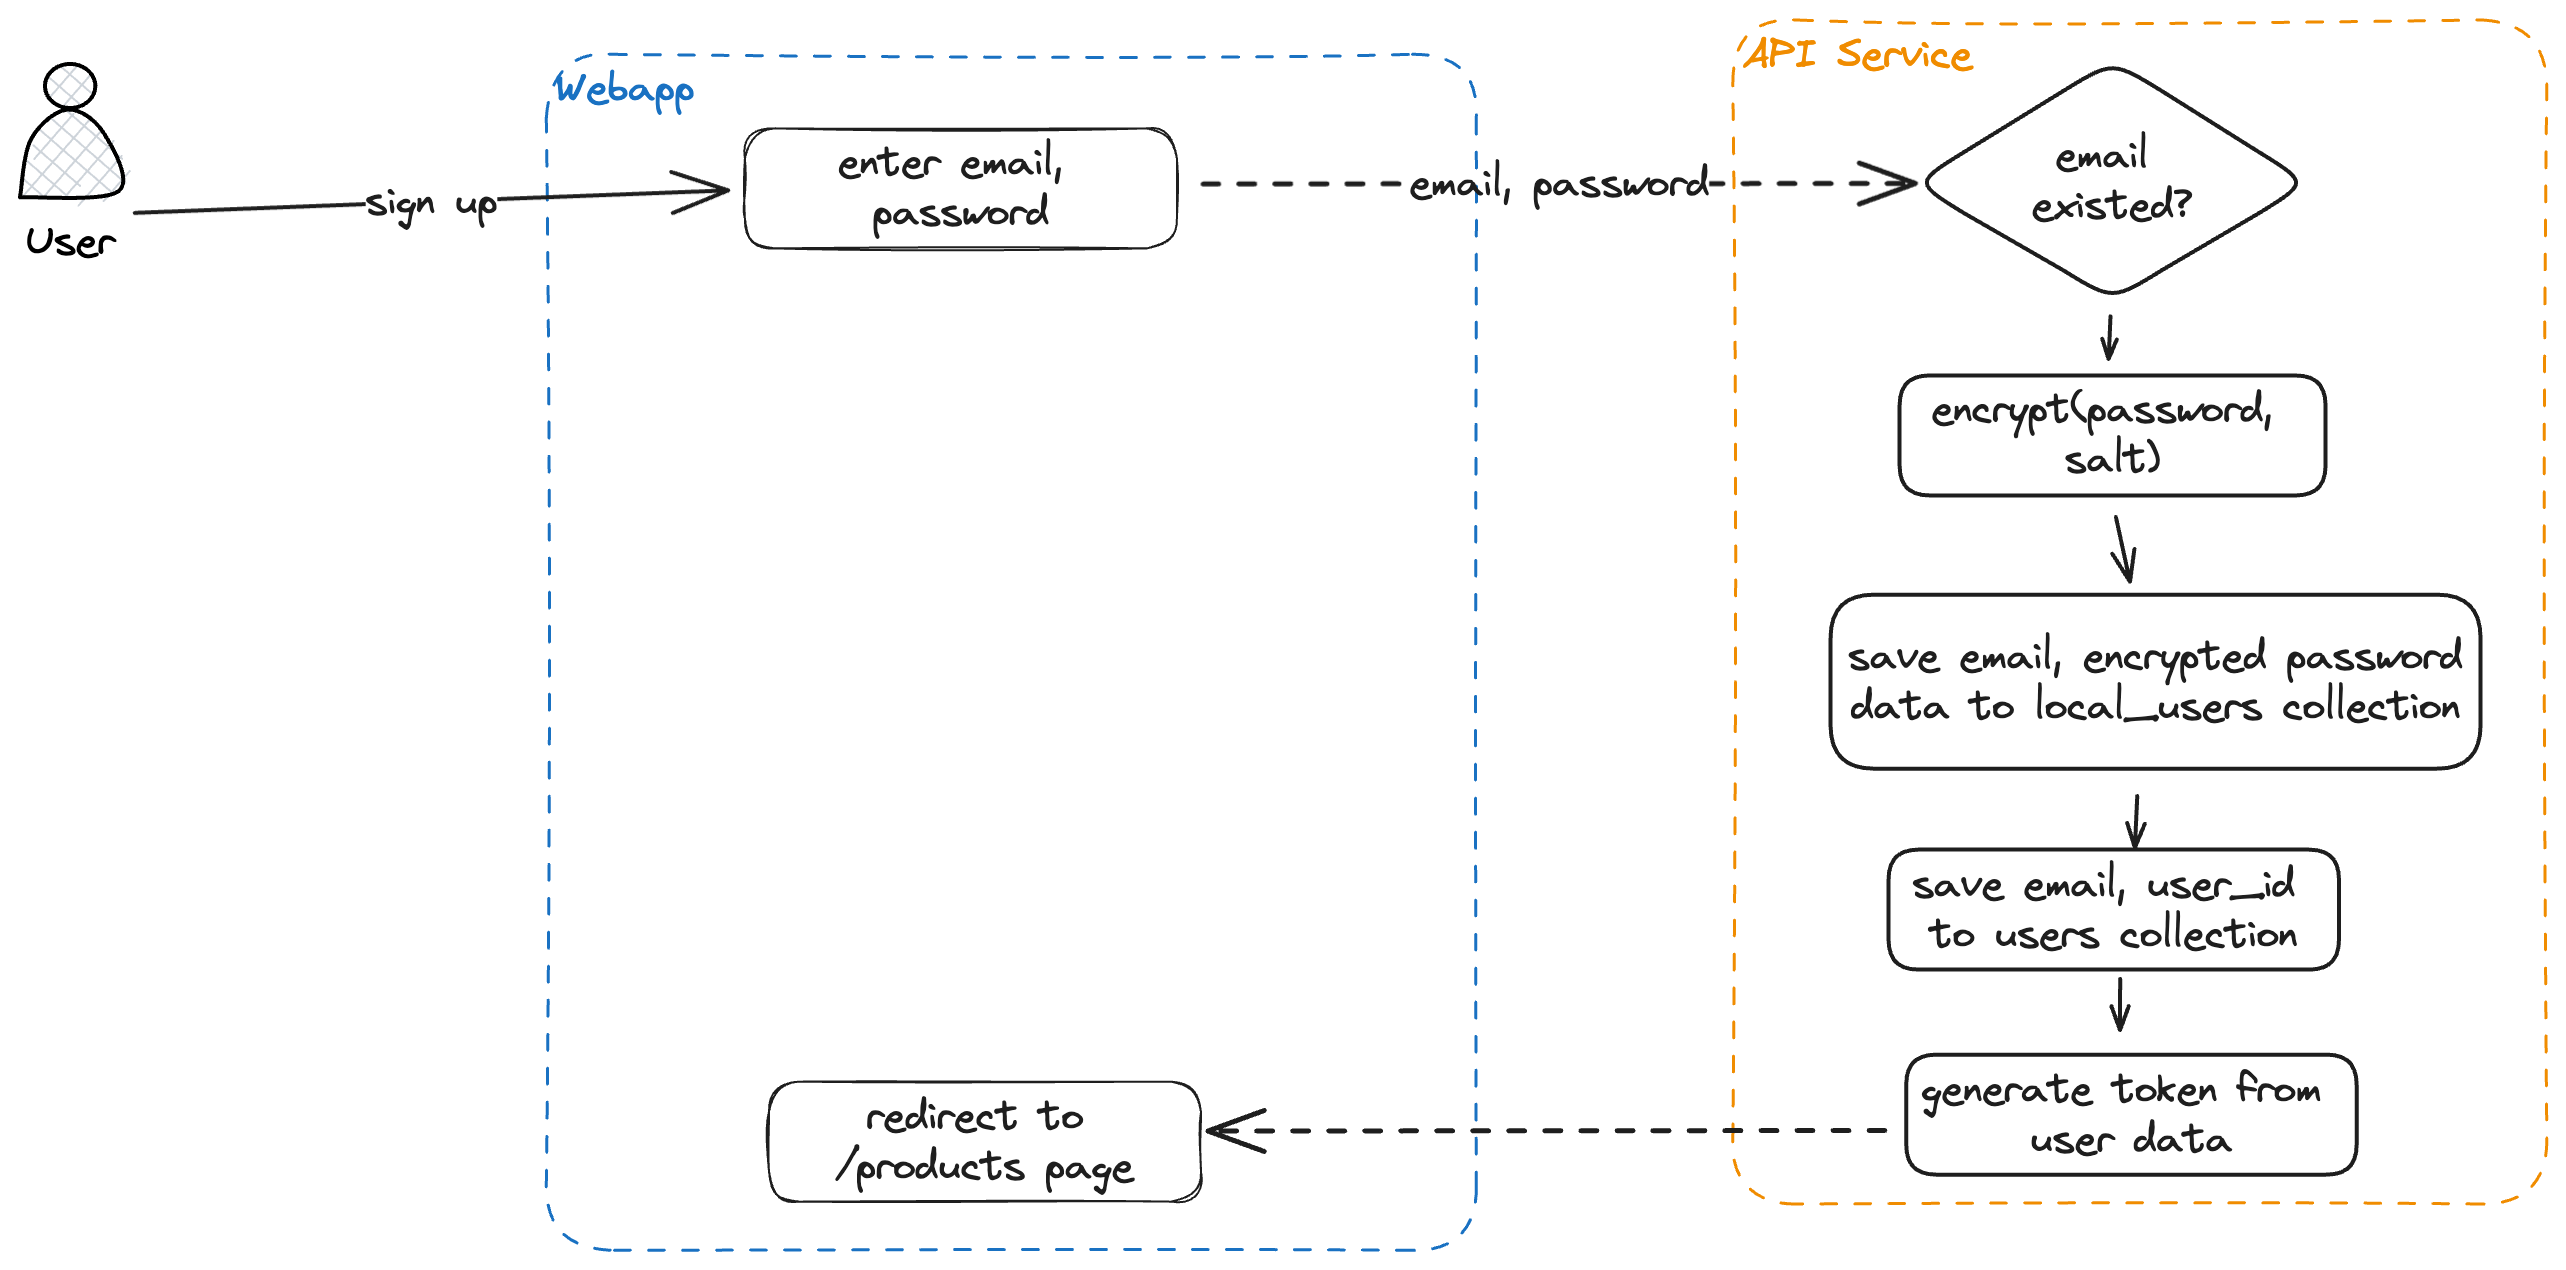 API Service
Webapp
enter email,
password
email
existed?
email, password
sign up
User
encrypt(password,
salt)
save email, encrypted password
data to local_users collection
save email, user_id
to users collection
generate token from
user data
redirect to
/products page